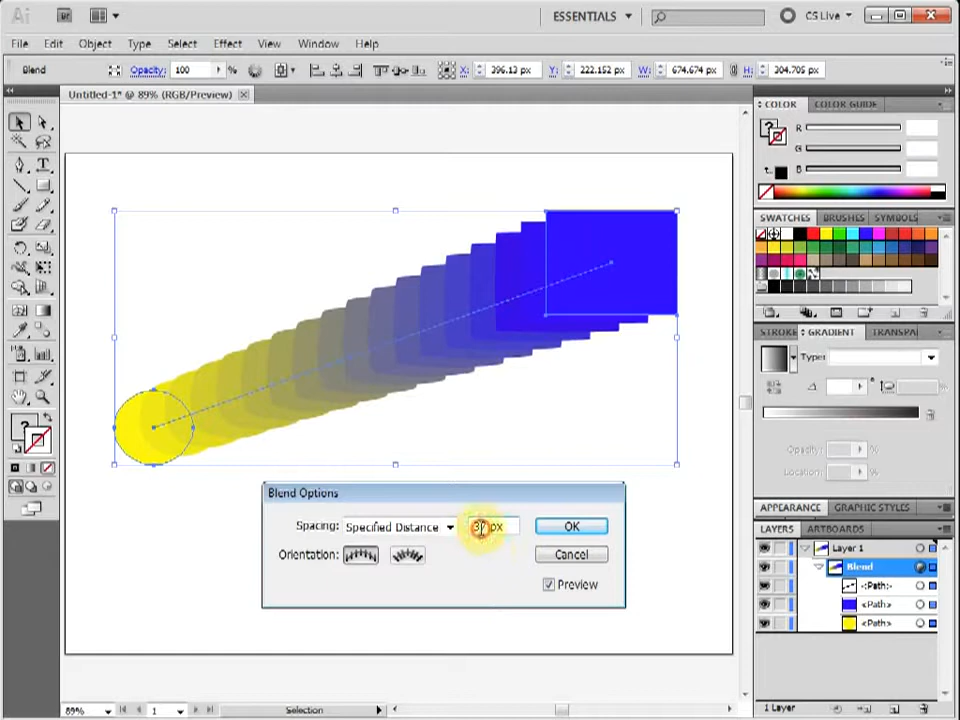 Ai Br ESSENTIALS CS Live
File Edit Object Type Select Effect View Window Help
Blend Opacity: 100 % X: 396.13 px Y: 222.152 px W: 674.674 px H: 304.705 px
Untitled-1* @ 89% (RGB/Preview)
COLOR COLOR GUIDE
R
G
B
SWATCHES BRUSHES SYMBOLS
STROKE GRADIENT TRANSPA
Type:
%
Opacity: %
Location: %
Blend Options
Spacing: Specified Distance px OK
Orientation: Cancel
Preview
APPEARANCE GRAPHIC STYLES
LAYERS ARTBOARDS
Layer 1
Blend
<Path>
<Path>
<Path>
89% 1 Selection 1 Layer